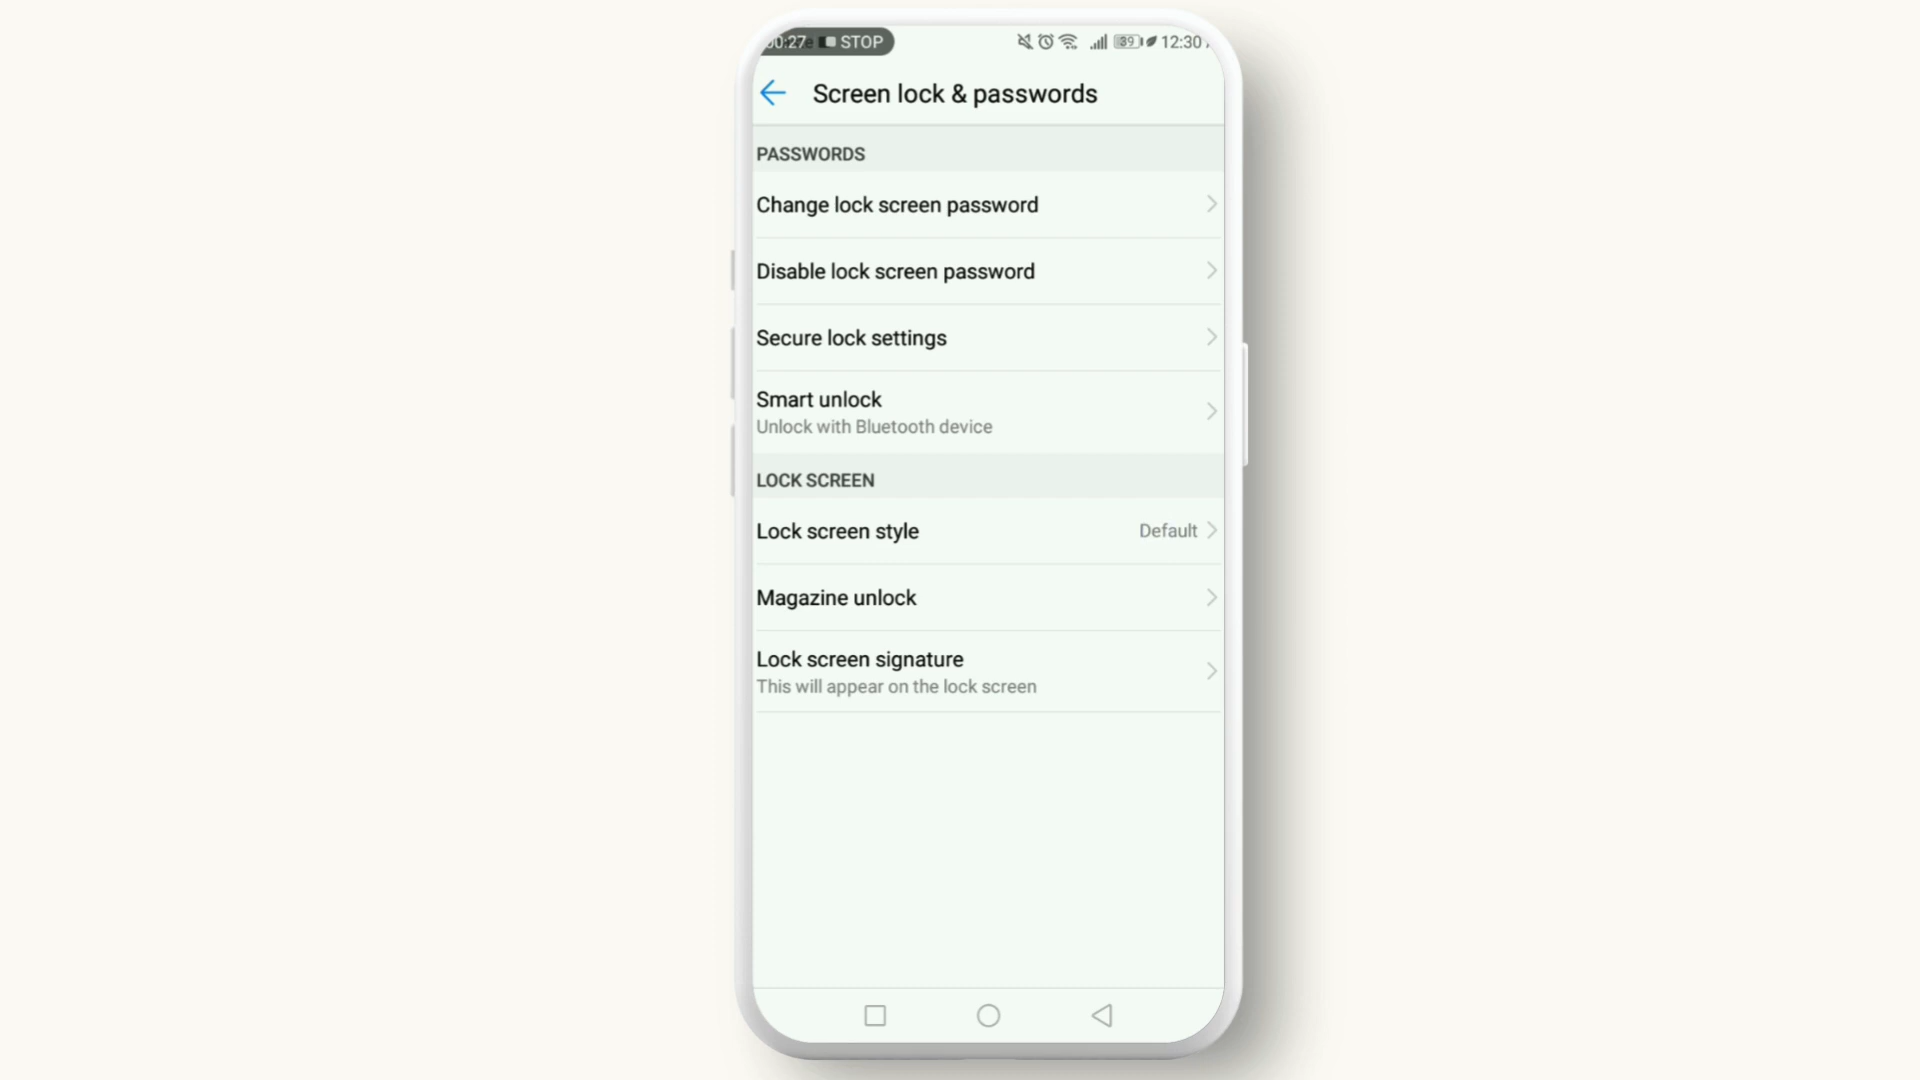 00:27 STOP 89 12:30
Screen lock & passwords
PASSWORDS
Change lock screen password
Disable lock screen password
Secure lock settings
Smart unlock
Unlock with Bluetooth device
LOCK SCREEN
Lock screen style Default
Magazine unlock
Lock screen signature
This will appear on the lock screen